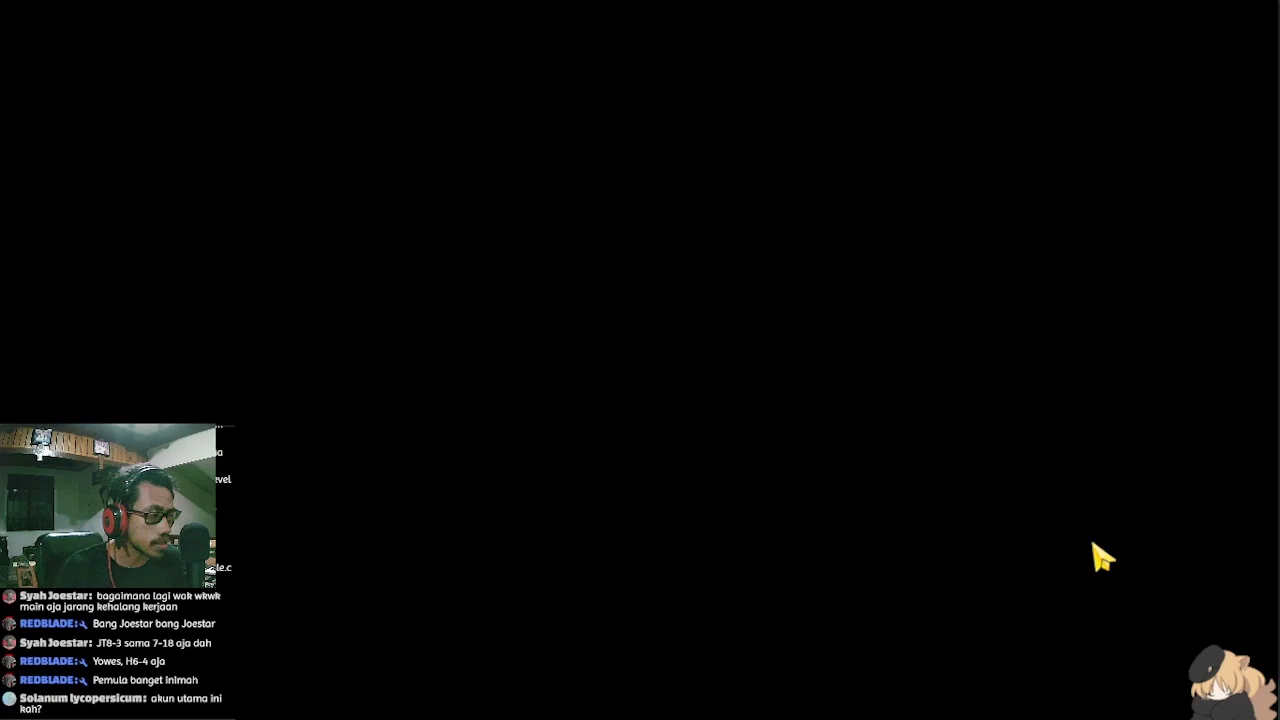 evel
le.c
Syah Joestar: bagaimana lagi wak wkwk
main aja jarang kehalang kerjaan
REDBLADE: Bang Joestar bang Joestar
Syah Joestar: JT8-3 sama 7-18 aja dah
REDBLADE: Yowes, H6-4 aja
REDBLADE: Pemula banget inimah
Solanum lycopersicum: akun utama ini
kah?